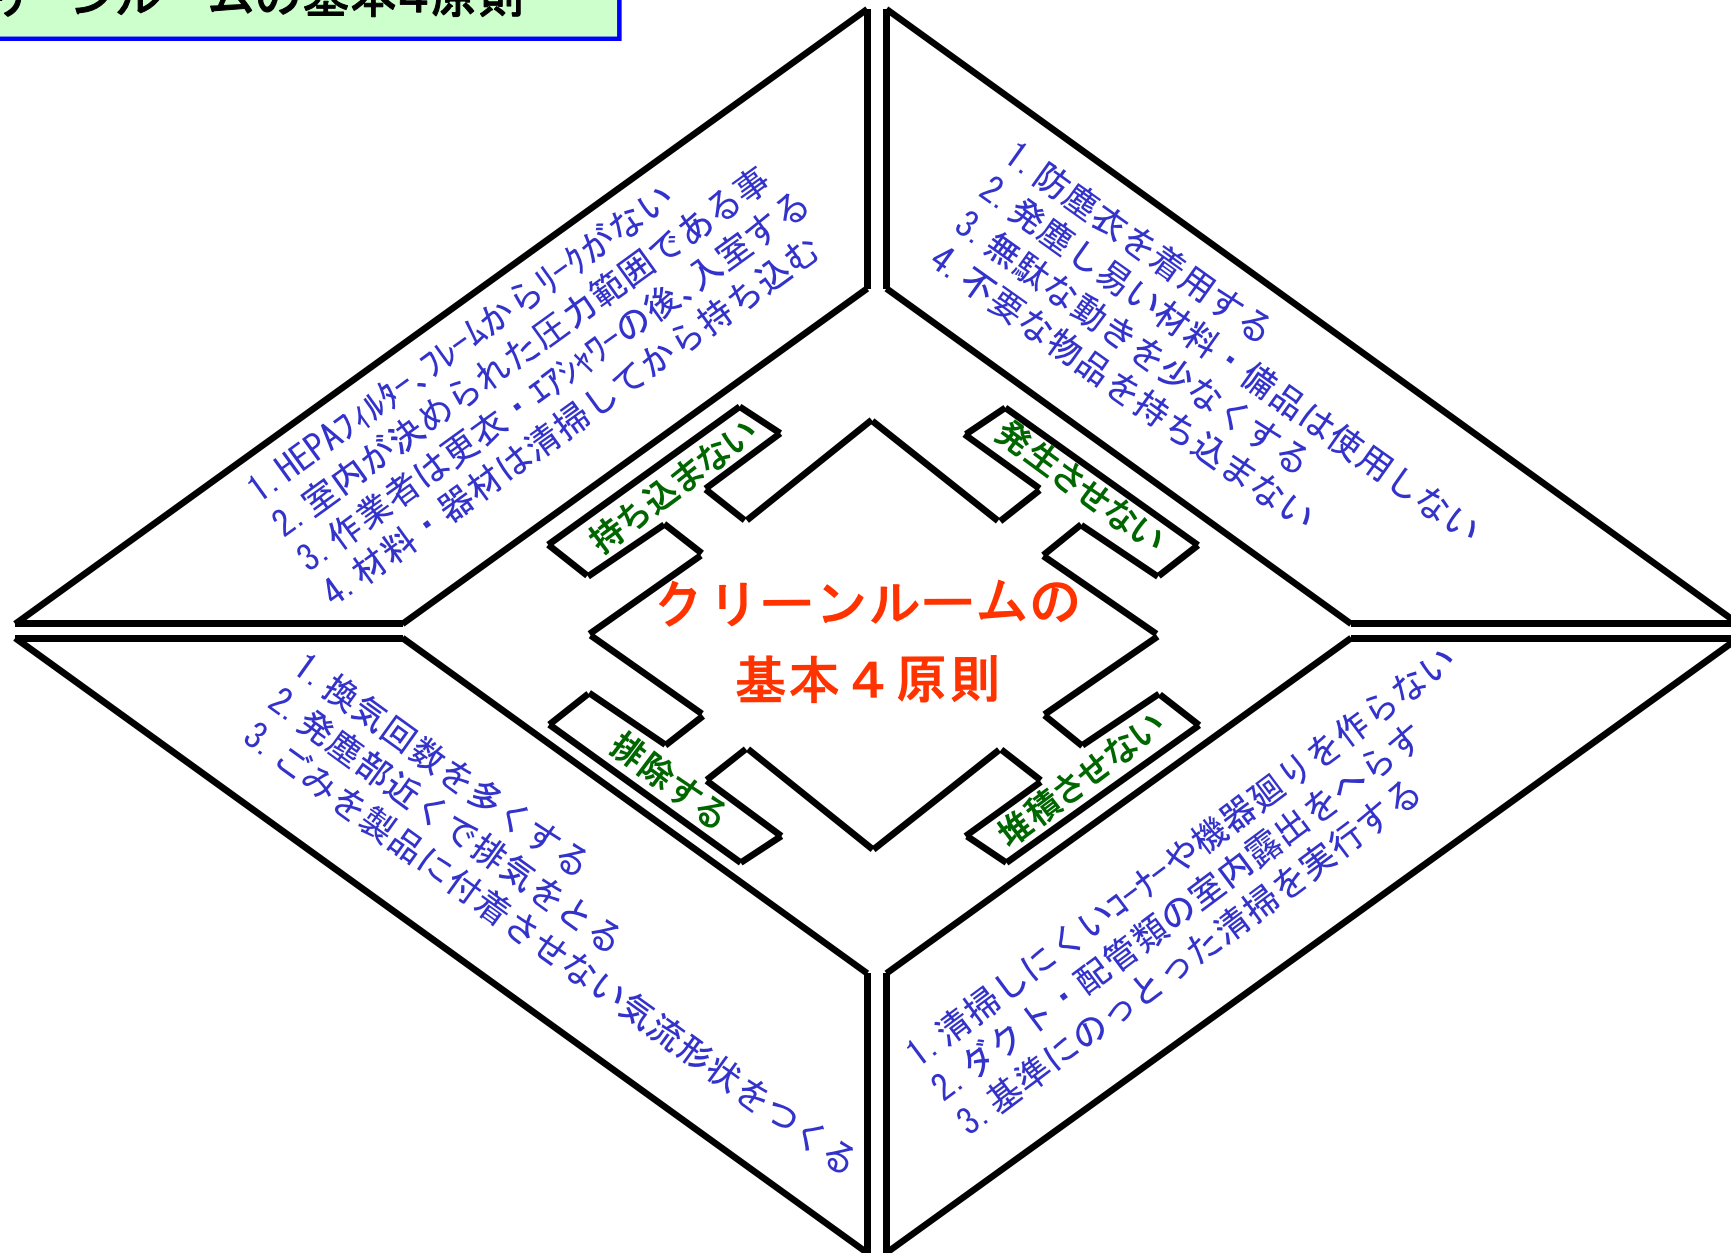 リーンルームの基本4原則
1. HEPAフィルター、フレームからリークがない
2. 室内が決められた圧力範囲である事
3. 作業者は更衣・エアシャワーの後、入室する
4. 材料・器材は清掃してから持ち込む
1. 防塵衣を着用する
2. 発塵し易い材料・備品は使用しない
3. 無駄な動きを少なくする
4. 不要な物品を持ち込まない
持ち込まない
発生させない
クリーンルームの
基本４原則
排除する
堆積させない
1. 換気回数を多くする
2. 発塵部近くで排気をとる
3. ごみを製品に付着させない気流形状をつくる
1. 清掃しにくいコーナーや機器廻りを作らない
2. ダクト・配管類の室内露出をへらす
3. 基準にのっとった清掃を実行する